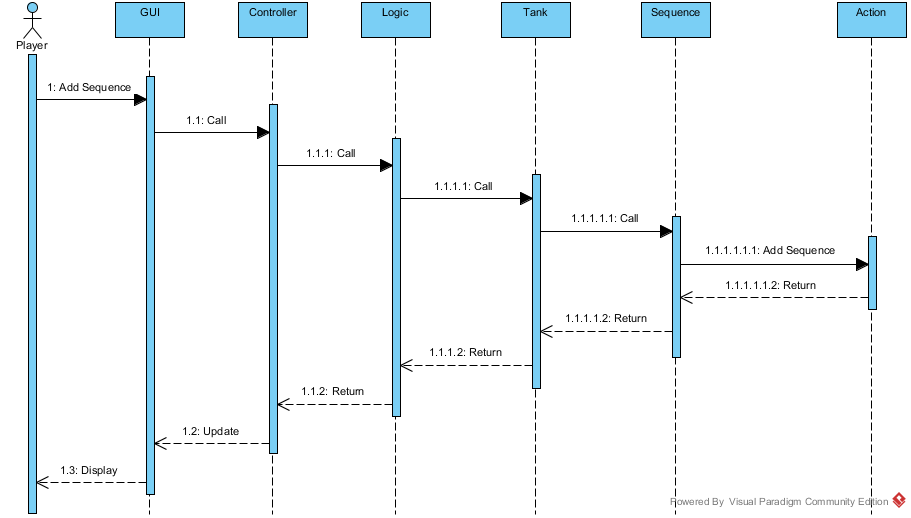 GUI
Controller
Logic
Tank
Sequence
Action
Player
1: Add Sequence
1.1: Call
1.1.1: Call
1.1.1.1: Call
1.1.1.1.1: Call
1.1.1.1.1.1: Add Sequence
1.1.1.1.1.2: Return
1.1.1.1.2: Return
1.1.1.2: Return
1.1.2: Return
1.2: Update
1.3: Display
Powered By Visual Paradigm Community Edition